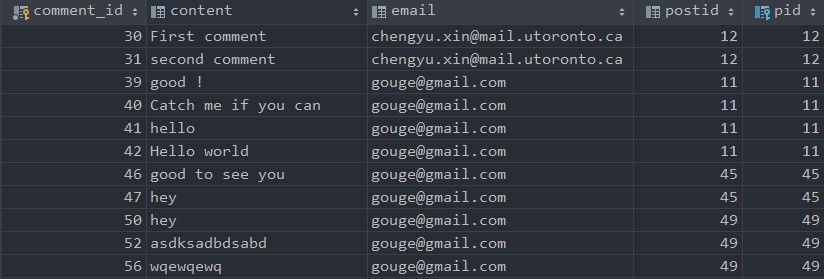 comment_id content email postid pid
30 First comment chengyu.xin@mail.utoronto.ca 12 12
31 second comment chengyu.xin@mail.utoronto.ca 12 12
39 good ! gouge@gmail.com 11 11
40 Catch me if you can gouge@gmail.com 11 11
41 hello gouge@gmail.com 11 11
42 Hello world gouge@gmail.com 11 11
46 good to see you gouge@gmail.com 45 45
47 hey gouge@gmail.com 45 45
50 hey gouge@gmail.com 49 49
52 asdksadbdsabd gouge@gmail.com 49 49
56 wqewqewq gouge@gmail.com 49 49